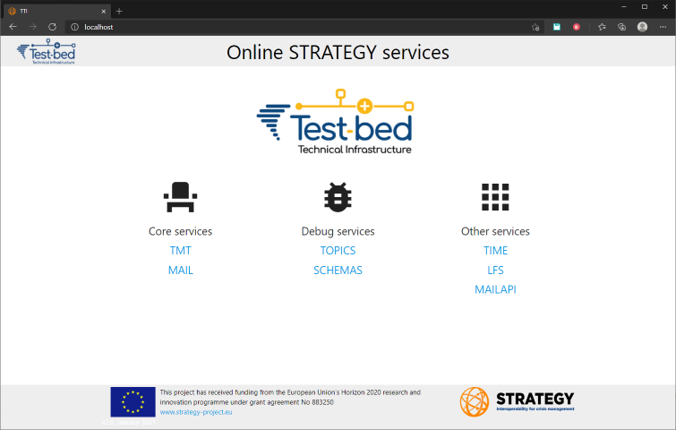 TTI
localhost
Test-bed
Technical Infrastructure
Online STRATEGY services
Test-bed
Technical Infrastructure
Core services
Debug services
Other services
TMT
TOPICS
TIME
MAIL
SCHEMAS
LFS
MAILAPI
This project has received funding from the European Union's Horizon 2020 research and
innovation programme under grant agreement No 883250
www.strategy-project.eu
STRATEGY
Interoperability for crisis management